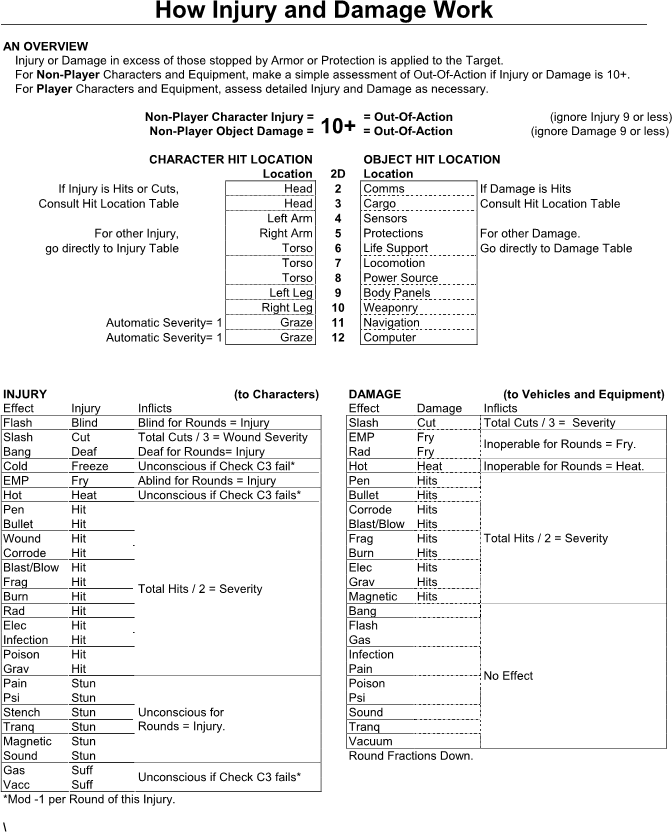 How Injury and Damage Work
AN OVERVIEW
Injury or Damage in excess of those stopped by Armor or Protection is applied to the Target.
For Non-Player Characters and Equipment, make a simple assessment of Out-Of-Action if Injury or Damage is 10+.
For Player Characters and Equipment, assess detailed Injury and Damage as necessary.
Non-Player Character Injury = 10+ = Out-Of-Action (ignore Injury 9 or less)
Non-Player Object Damage = = Out-Of-Action (ignore Damage 9 or less)
CHARACTER HIT LOCATION OBJECT HIT LOCATION
Location 2D Location
If Injury is Hits or Cuts, Head 2 Comms If Damage is Hits
Consult Hit Location Table Head 3 Cargo Consult Hit Location Table
Left Arm 4 Sensors
For other Injury, Right Arm 5 Protections For other Damage.
go directly to Injury Table Torso 6 Life Support Go directly to Damage Table
Torso 7 Locomotion
Torso 8 Power Source
Left Leg 9 Body Panels
Right Leg 10 Weaponry
Automatic Severity= 1 Graze 11 Navigation
Automatic Severity= 1 Graze 12 Computer
INJURY (to Characters)
Effect Injury Inflicts
Flash Blind Blind for Rounds = Injury
Slash Cut Total Cuts / 3 = Wound Severity
Bang Deaf Deaf for Rounds= Injury
Cold Freeze Unconscious if Check C3 fail*
EMP Fry Ablind for Rounds = Injury
Hot Heat Unconscious if Check C3 fails*
Pen Hit
Bullet Hit
Wound Hit
Corrode Hit
Blast/Blow Hit
Frag Hit
Total Hits / 2 = Severity
Burn Hit
Rad Hit
Elec Hit
Infection Hit
Poison Hit
Grav Hit
Pain Stun
Psi Stun
Stench Stun Unconscious for
Tranq Stun Rounds = Injury.
Magnetic Stun
Sound Stun
Gas Suff
Unconscious if Check C3 fails*
Vacc Suff
*Mod -1 per Round of this Injury.
DAMAGE (to Vehicles and Equipment)
Effect Damage Inflicts
Slash Cut Total Cuts / 3 = Severity
EMP Fry
Inoperable for Rounds = Fry.
Rad Fry
Hot Heat Inoperable for Rounds = Heat.
Pen Hits
Bullet Hits
Corrode Hits
Blast/Blow Hits
Frag Hits Total Hits / 2 = Severity
Burn Hits
Elec Hits
Grav Hits
Magnetic Hits
Bang
Flash
Gas
Infection
Pain
No Effect
Poison
Psi
Sound
Tranq
Vacuum
Round Fractions Down.
\